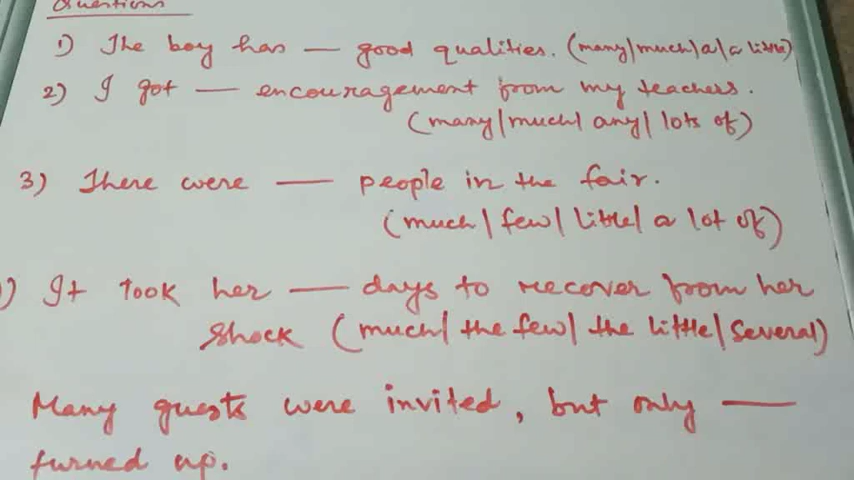 Questions
1) The boy has — good qualities. (many/much/a/a little)
2) I got — encouragement from my teachers.
(many/much/ any/ lots of)
3) There were — people in the fair.
(much/ few/ little/ a lot of)
) It took her — days to recover from her
shock (much/ the few/ the little/ several)
Many guests were invited, but only —
turned up.